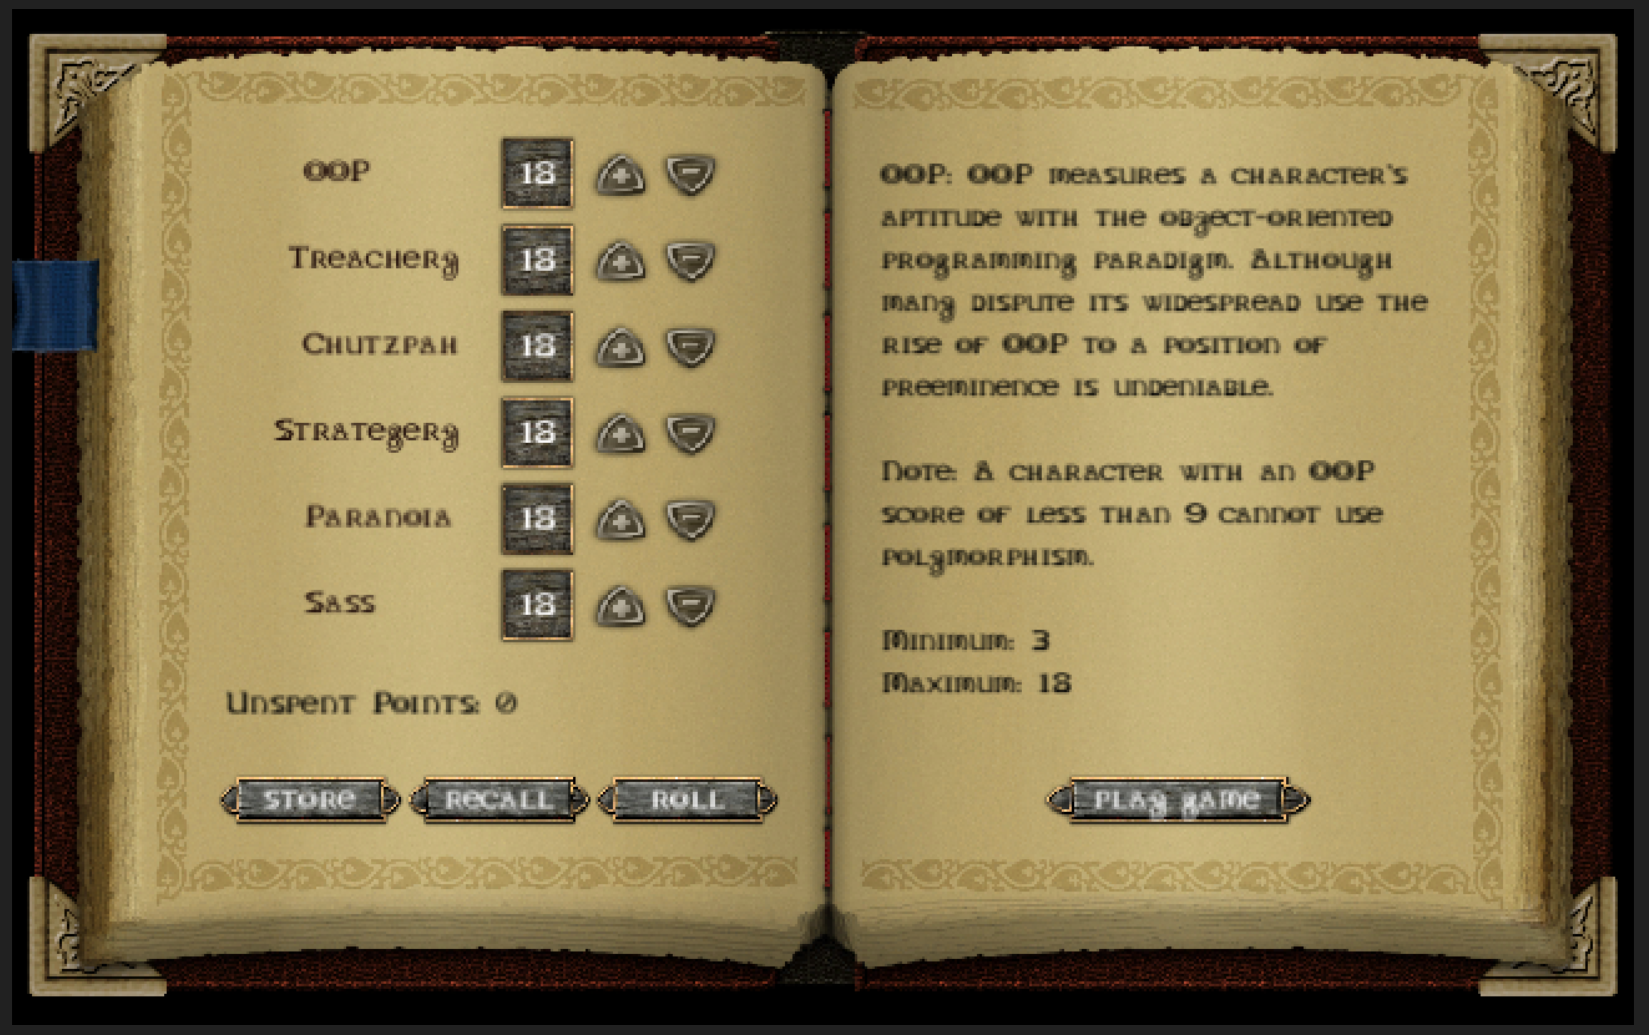 OOP 18
Treachery 18
Chutzpah 18
Strategery 18
Paranoia 18
Sass 18
Unspent Points: 0
STORE RECALL ROLL
OOP: OOP measures a character's
aptitude with the object-oriented
programming paradigm. Although
many dispute its widespread use the
rise of OOP to a position of
preeminence is undeniable.
Note: A character with an OOP
score of less than 9 cannot use
polymorphism.
Minimum: 3
Maximum: 18
PLAY GAME